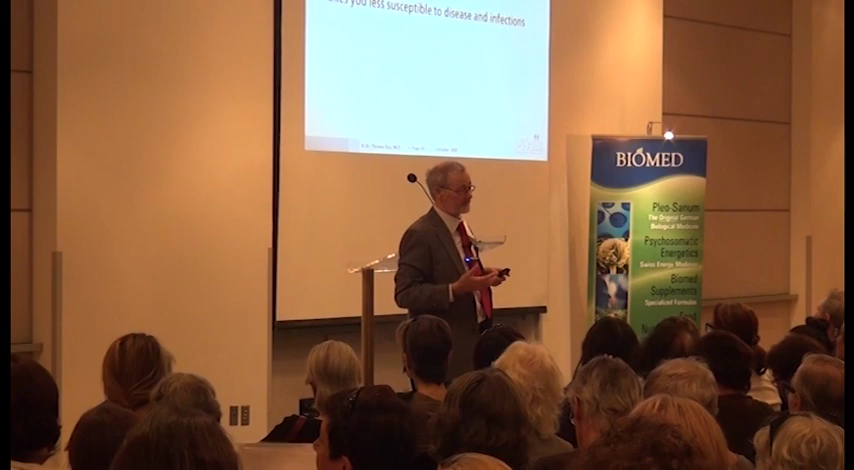 you less susceptible to disease and infections
BIOMED
Pleo-Sanum
The Original German
Biological Medicine
Psychosomatic
Energetics
Swiss Energy Medicine
Biomed
Supplements
Specialized Formulas